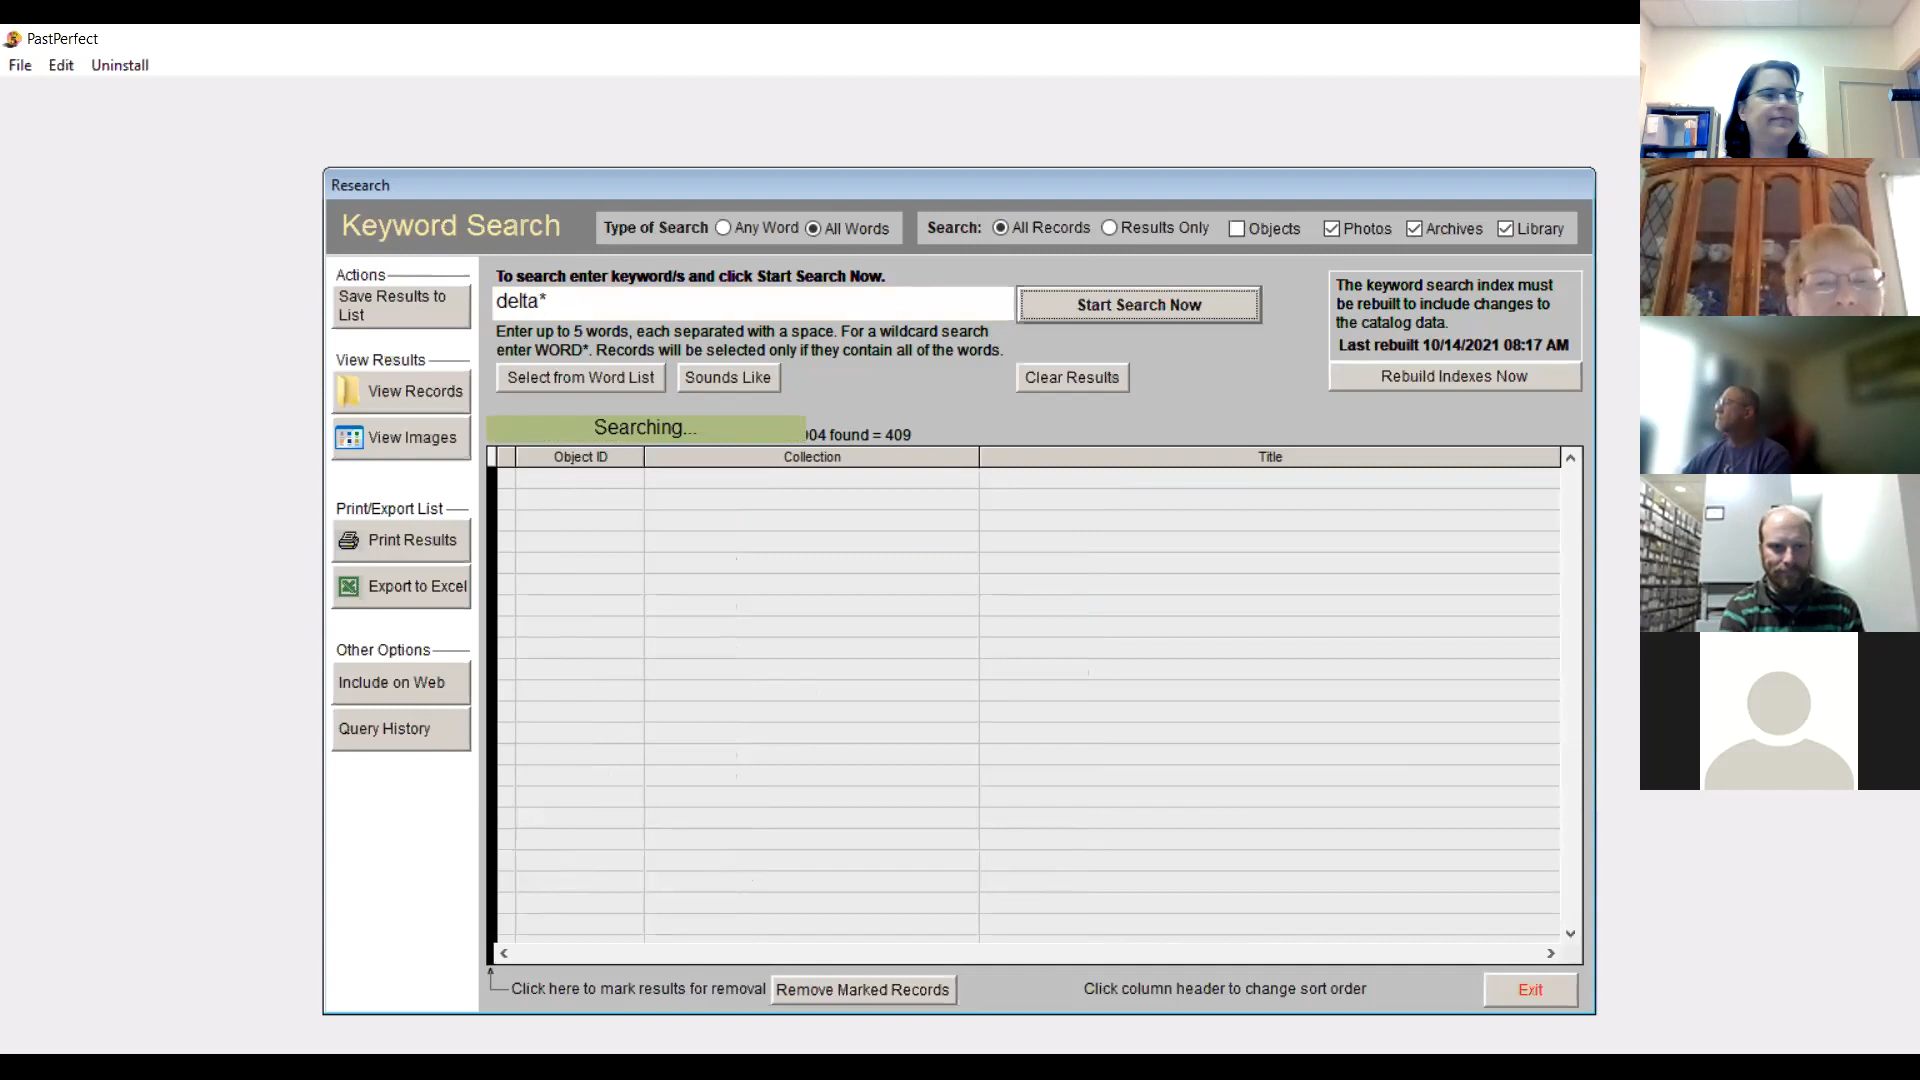 PastPerfect
File Edit Uninstall
Research
Keyword Search
Type of Search Any Word All Words
Search: All Records Results Only Objects Photos Archives Library
Actions
Save Results to
List
View Results
View Records
View Images
Print/Export List
Print Results
Export to Excel
Other Options
Include on Web
Query History
To search enter keyword/s and click Start Search Now.
delta*
Start Search Now
Enter up to 5 words, each separated with a space. For a wildcard search
enter WORD*. Records will be selected only if they contain all of the words.
Select from Word List Sounds Like Clear Results
The keyword search index must
be rebuilt to include changes to
the catalog data.
Last rebuilt 10/14/2021 08:17 AM
Rebuild Indexes Now
Searching...
found = 409
Object ID Collection Title
Click here to mark results for removal Remove Marked Records Click column header to change sort order Exit